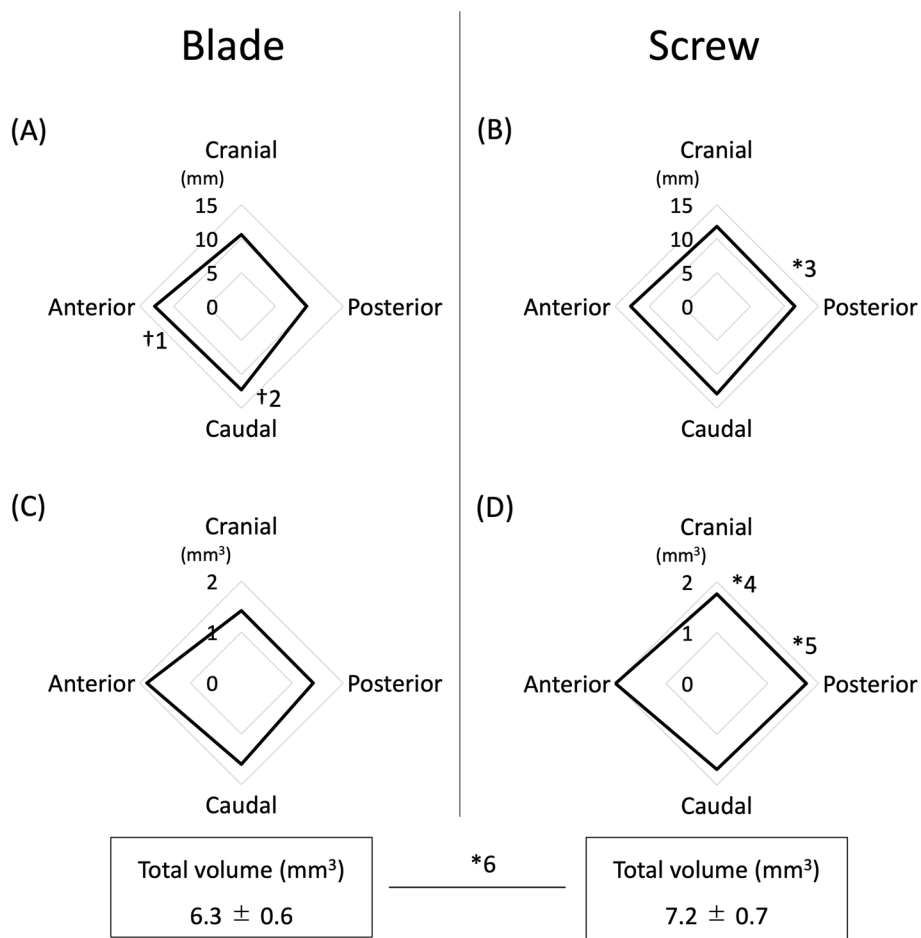 Blade
Screw
(A)
Cranial
(mm)
15
10
5
0
Anterior
Posterior
†1
†2
Caudal
(B)
Cranial
(mm)
15
10
5
0
*3
Anterior
Posterior
Caudal
(C)
Cranial
(mm³)
2
1
0
Anterior
Posterior
Caudal
(D)
Cranial
(mm³)
2
*4
1
*5
0
Anterior
Posterior
Caudal
Total volume (mm³)
6.3 ± 0.6
*6
Total volume (mm³)
7.2 ± 0.7